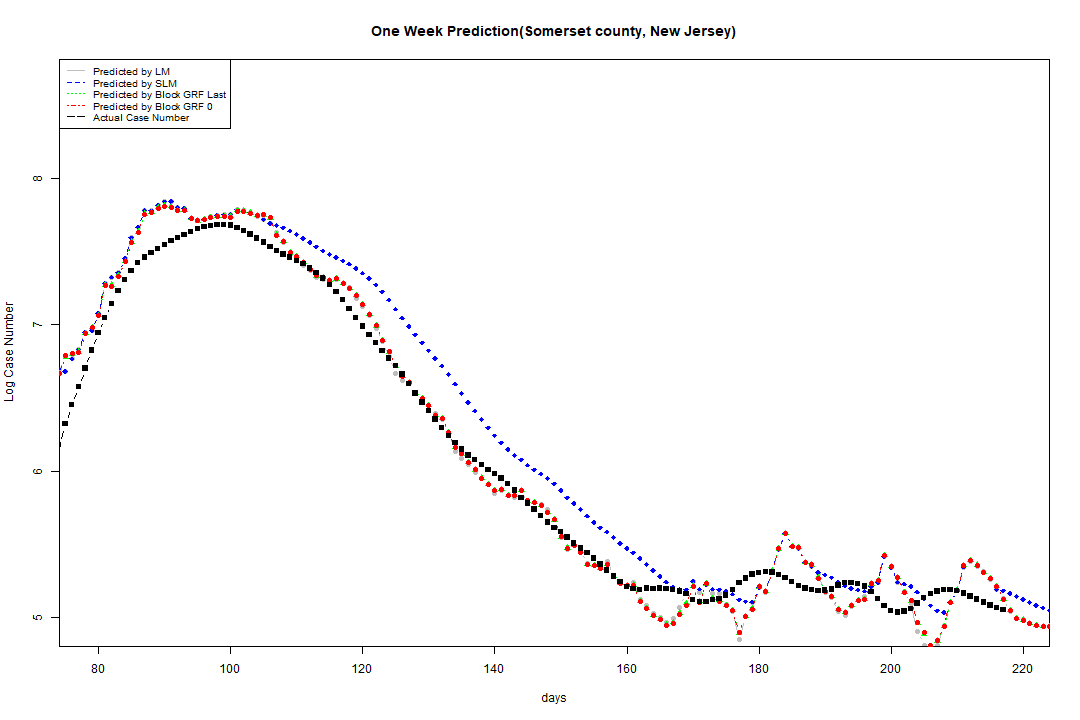 One Week Prediction(Somerset county, New Jersey)
Predicted by LM
Predicted by SLM
Predicted by Block GRF Last
Predicted by Block GRF 0
Actual Case Number
8
7
6
5
Log Case Number
80 100 120 140 160 180 200 220
days